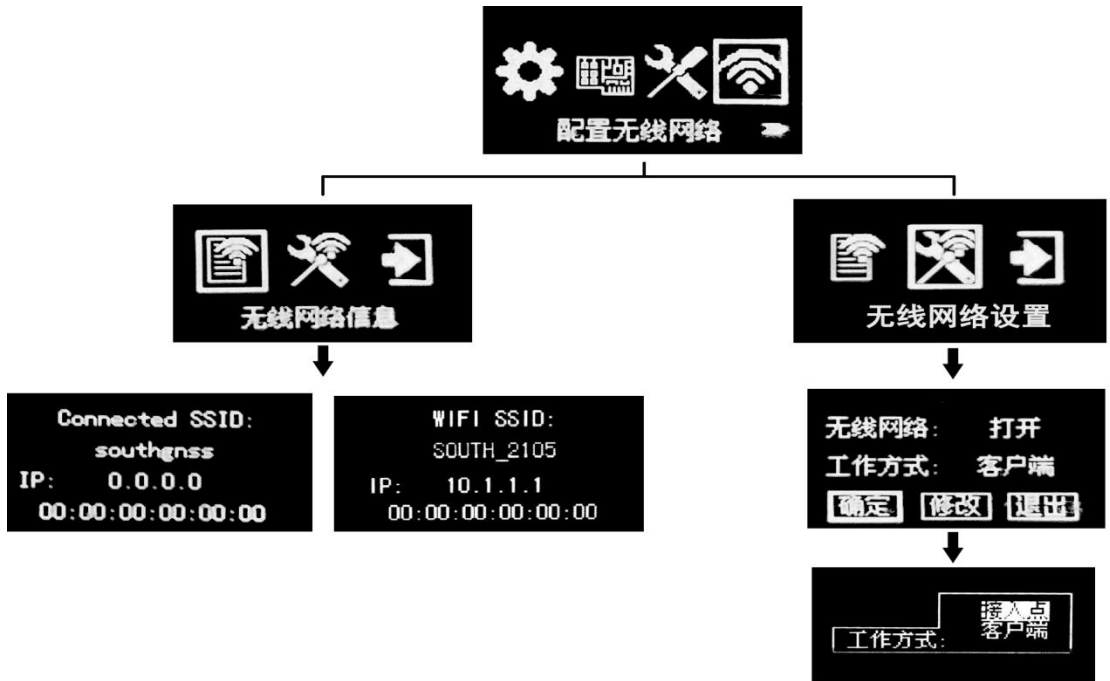 配置无线网络
无线网络信息
无线网络设置
Connected SSID:
southgnss
IP: 0.0.0.0
00:00:00:00:00:00
WIFI SSID:
SOUTH_2105
IP: 10.1.1.1
00:00:00:00:00:00
无线网络: 打开
工作方式: 客户端
确定 修改 退出
接入点
客户端
工作方式: